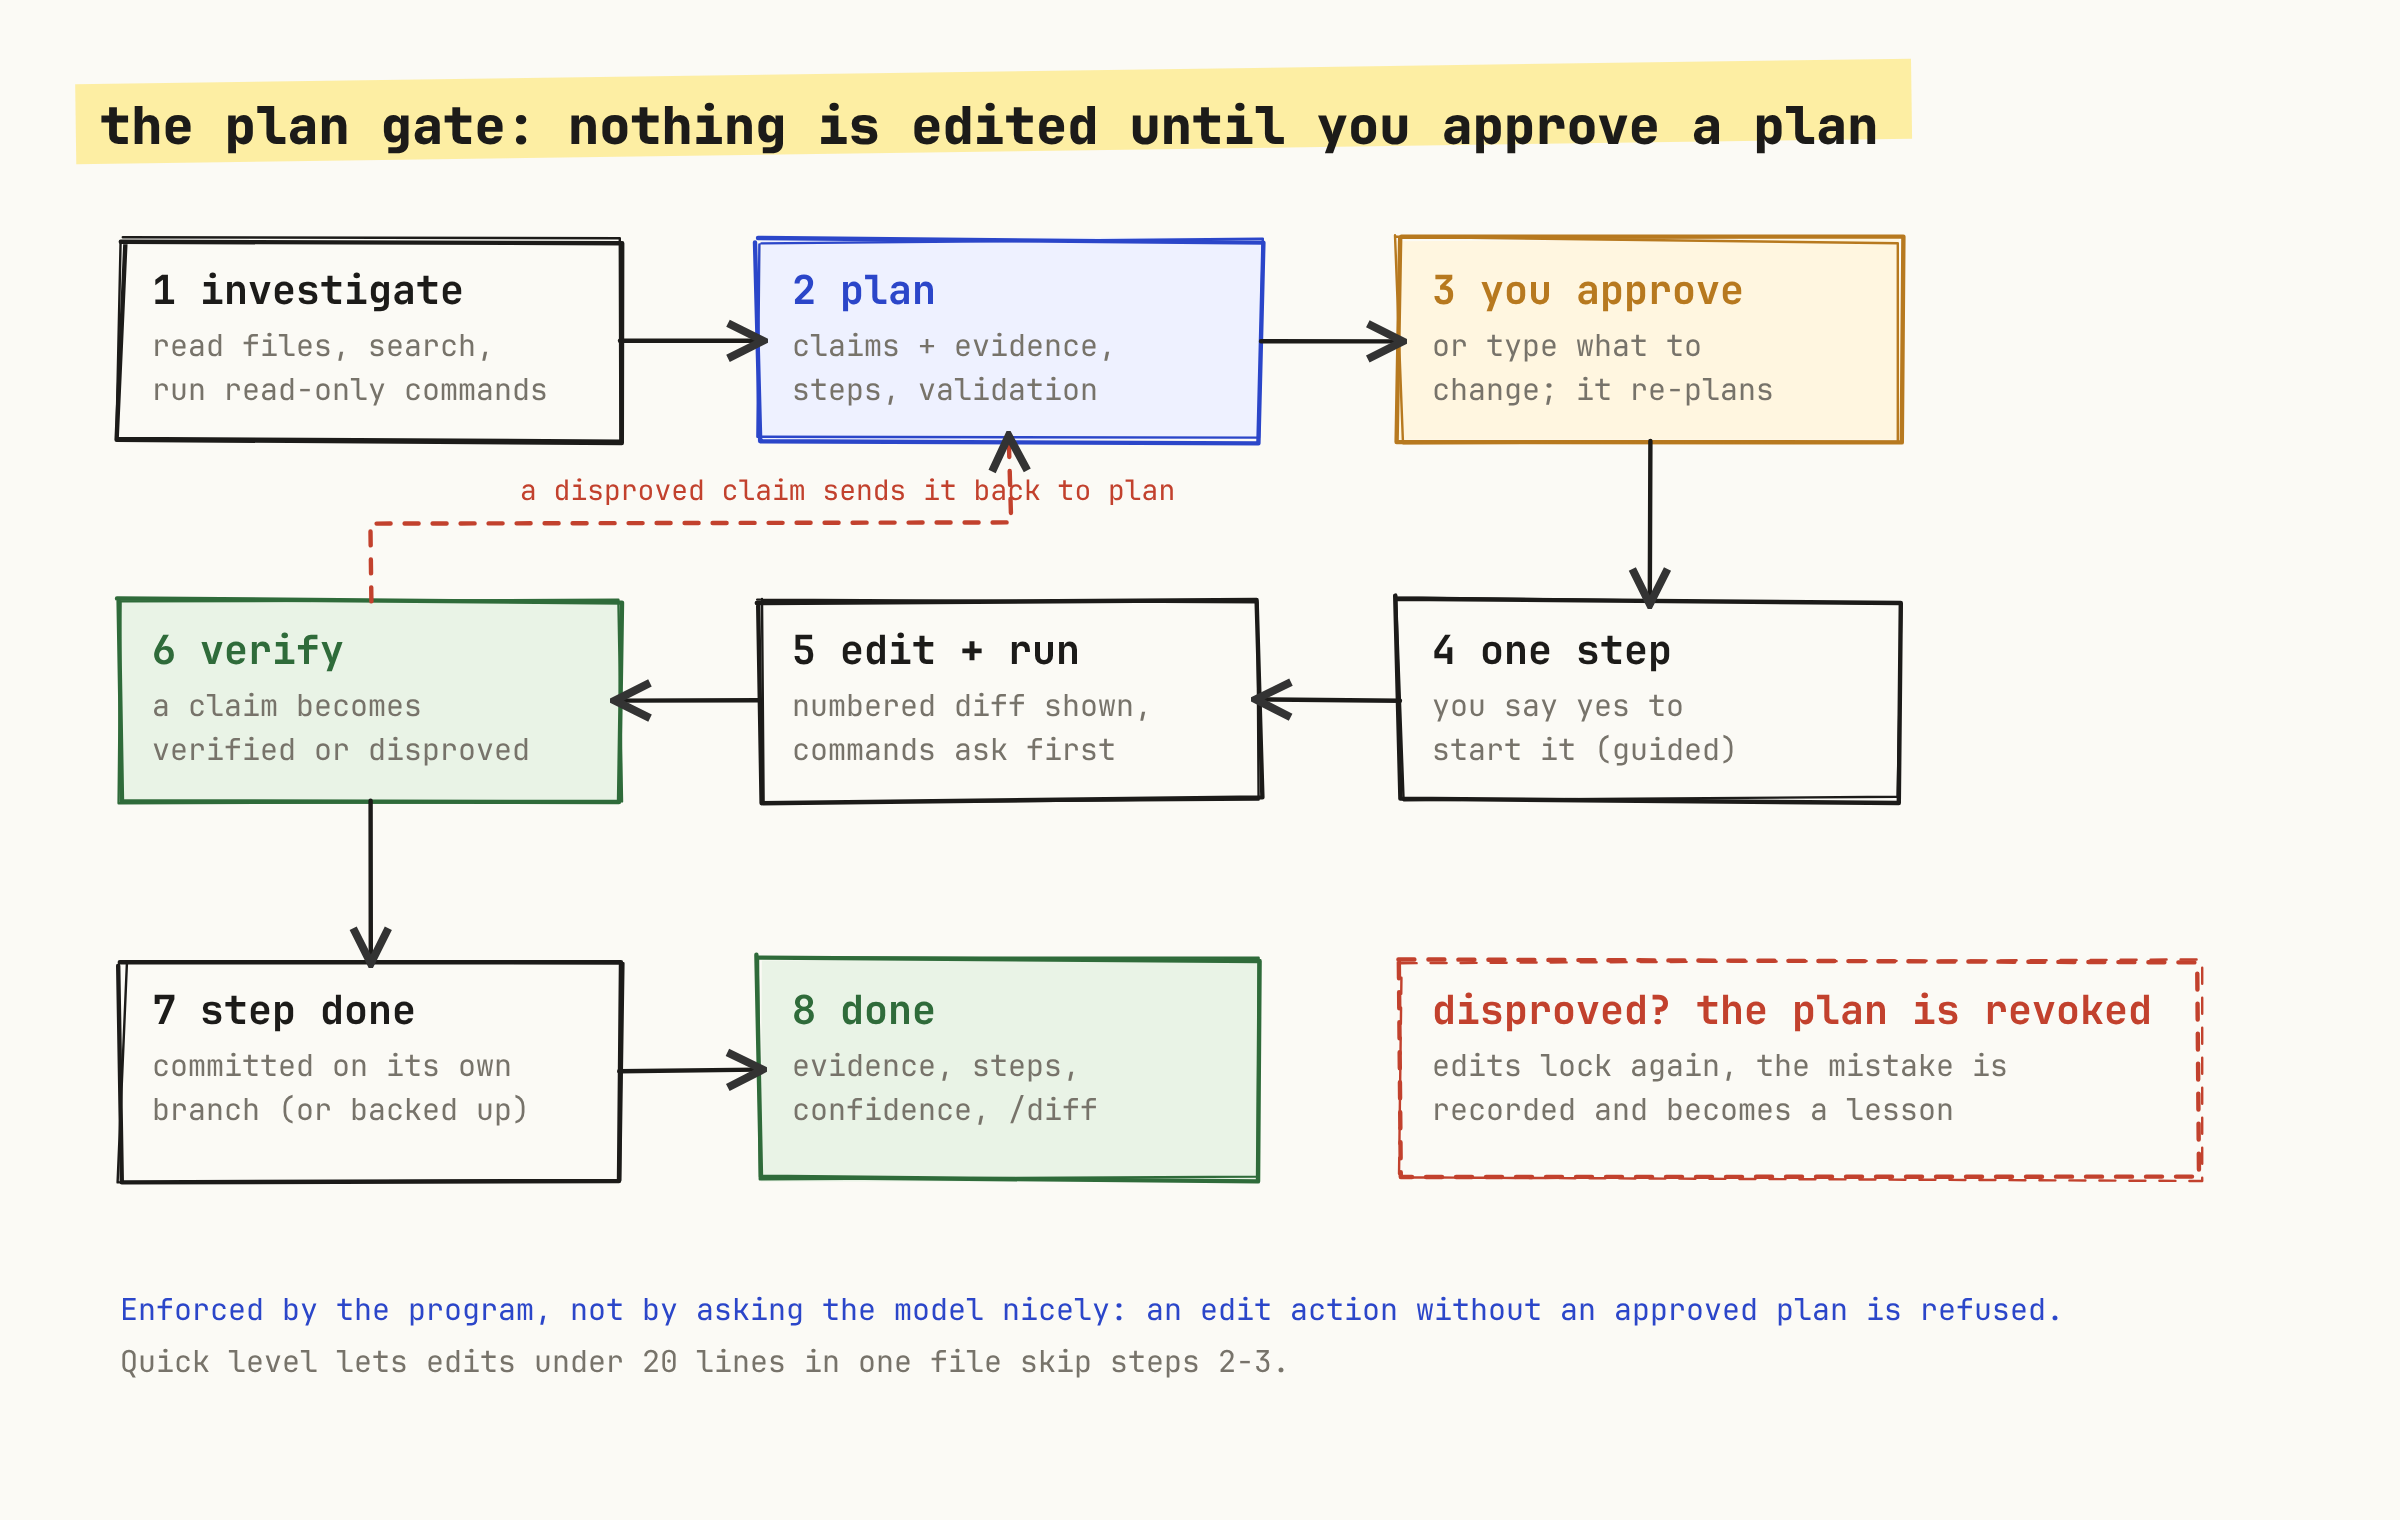 the plan gate: nothing is edited until you approve a plan
1 investigate
read files, search,
run read-only commands
2 plan
claims + evidence,
steps, validation
3 you approve
or type what to
change; it re-plans
a disproved claim sends it back to plan
6 verify
a claim becomes
verified or disproved
5 edit + run
numbered diff shown,
commands ask first
4 one step
you say yes to
start it (guided)
7 step done
committed on its own
branch (or backed up)
8 done
evidence, steps,
confidence, /diff
disproved? the plan is revoked
edits lock again, the mistake is
recorded and becomes a lesson
Enforced by the program, not by asking the model nicely: an edit action without an approved plan is refused.
Quick level lets edits under 20 lines in one file skip steps 2-3.